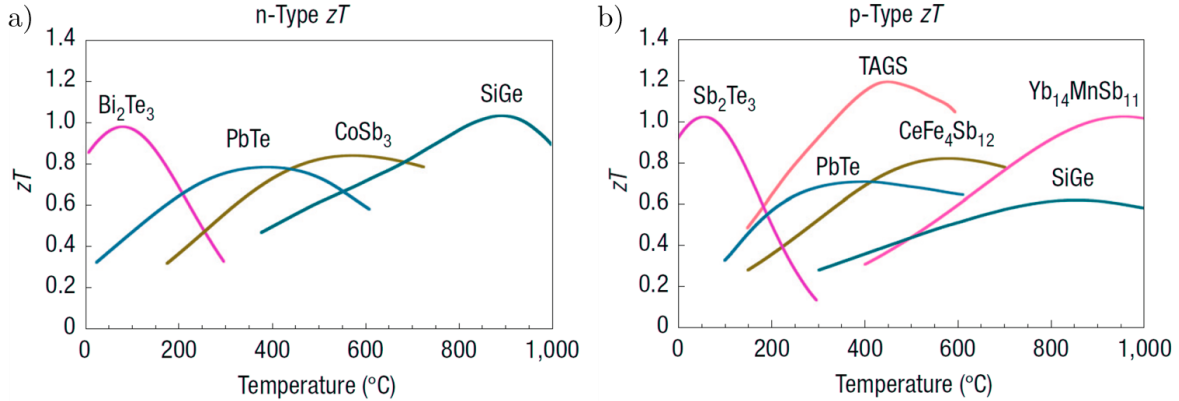 a)
n-Type zT
1.4
1.2
1.0
0.8
0.6
0.4
0.2
0
zT
Bi₂Te₃
PbTe
CoSb₃
SiGe
0 200 400 600 800 1,000
Temperature (°C)
b)
p-Type zT
1.4
1.2
1.0
0.8
0.6
0.4
0.2
0
zT
TAGS
Sb₂Te₃
Yb₁₄MnSb₁₁
CeFe₄Sb₁₂
PbTe
SiGe
0 200 400 600 800 1,000
Temperature (°C)